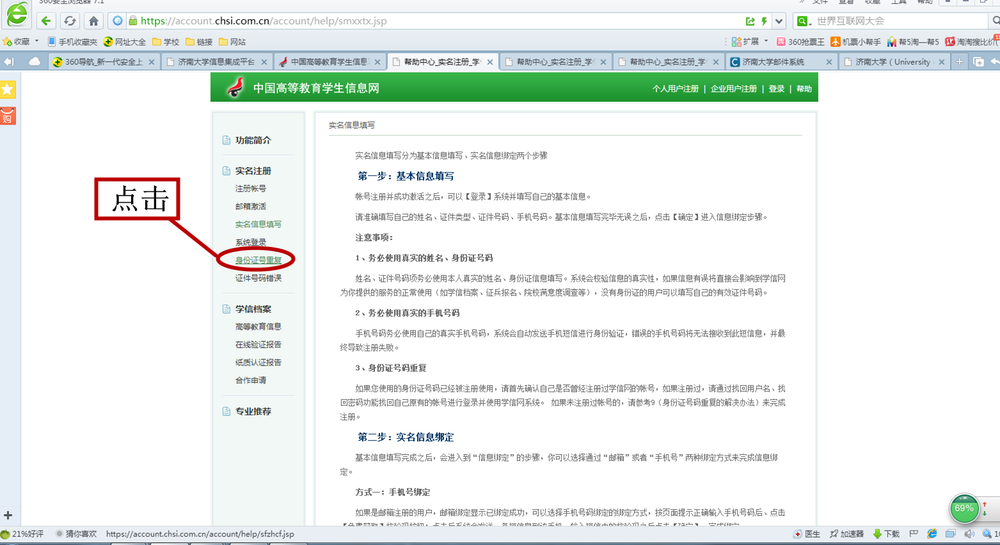 360安全浏览器 7.1
文件 查看 收藏 工具 帮助
https://account.chsi.com.cn/account/help/smxxtx.jsp
世界互联网大会
收藏 手机收藏夹 网址大全 学校 链接 网站
扩展 360抢票王 机票小帮手 帮5淘—帮5 淘淘搜比价(
360导航_新一代安全上 济南大学信息集成平台 中国高等教育学生信息 帮助中心_实名注册_学 帮助中心_实名注册_学 帮助中心_实名注册_学 济南大学邮件系统 济南大学 ( University
购
中国高等教育学生信息网
个人用户注册 | 企业用户注册 | 登录 | 帮助
功能简介
实名注册
注册帐号
邮箱激活
实名信息填写
系统登录
身份证号重复
证件号码错误
学信档案
高等教育信息
在线验证报告
纸质认证报告
合作申请
专业推荐
点击
实名信息填写
实名信息填写分为基本信息填写、实名信息绑定两个步骤
第一步：基本信息填写
帐号注册并成功激活之后，可以【登录】系统并填写自己的基本信息。
请准确填写自己的姓名、证件类型、证件号码、手机号码。基本信息填写完毕无误之后，点击【确定】进入信息绑定步骤。
注意事项：
1、务必使用真实的姓名、身份证号码
姓名、证件号码项务必使用本人真实的姓名、身份证信息填写。系统会校验信息的真实性，如果信息有误将直接会影响到学信网
为你提供的服务的正常使用（如学信档案、征兵报名、院校满意度调查等），没有身份证的用户可以填写自己的有效证件号码。
2、务必使用真实的手机号码
手机号码务必使用自己的真实手机号码，系统会自动发送手机短信进行身份验证，错误的手机号码将无法接收到此短信息，并最
终导致注册失败。
3、身份证号码重复
如果您使用的身份证号码已经被注册使用，请首先确认自己是否曾经注册过学信网的帐号，如果注册过，请通过找回用户名、找
回密码功能找回自己原有的帐号进行登录并使用学信网系统。 如果未注册过帐号的，请参考9（身份证号码重复的解决办法）来完成
注册。
第二步：实名信息绑定
基本信息填写完成之后，会进入到“信息绑定”的步骤，你可以选择通过“邮箱”或者“手机号”两种绑定方式来完成信息绑
定。
方式一：手机号绑定
如果是邮箱注册的用户，邮箱绑定显示已绑定成功，可以选择手机号码绑定的绑定方式，按页面提示正确输入手机号码后、点击
69%
21%好评 猜你喜欢 https://account.chsi.com.cn/account/help/sfzhcf.jsp
医生 加速器 下载